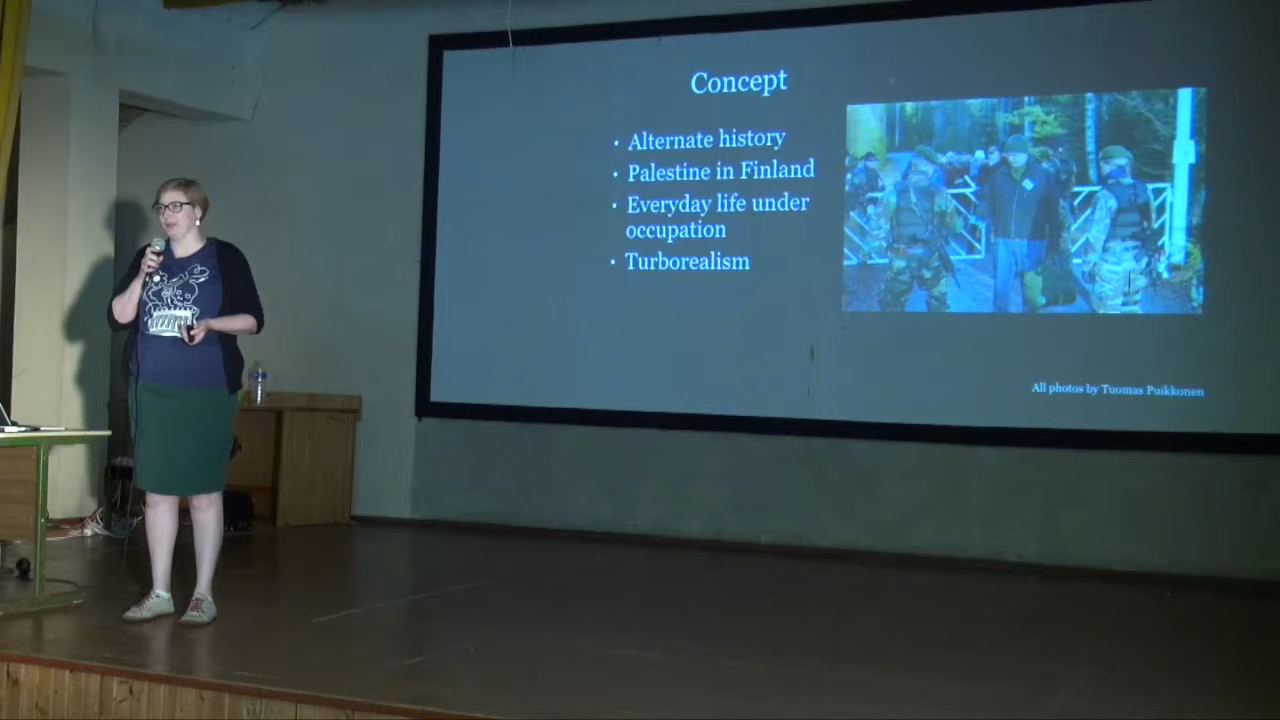 Concept
• Alternate history
• Palestine in Finland
• Everyday life under
occupation
• Turborealism
All photos by Tuomas Puikkonen